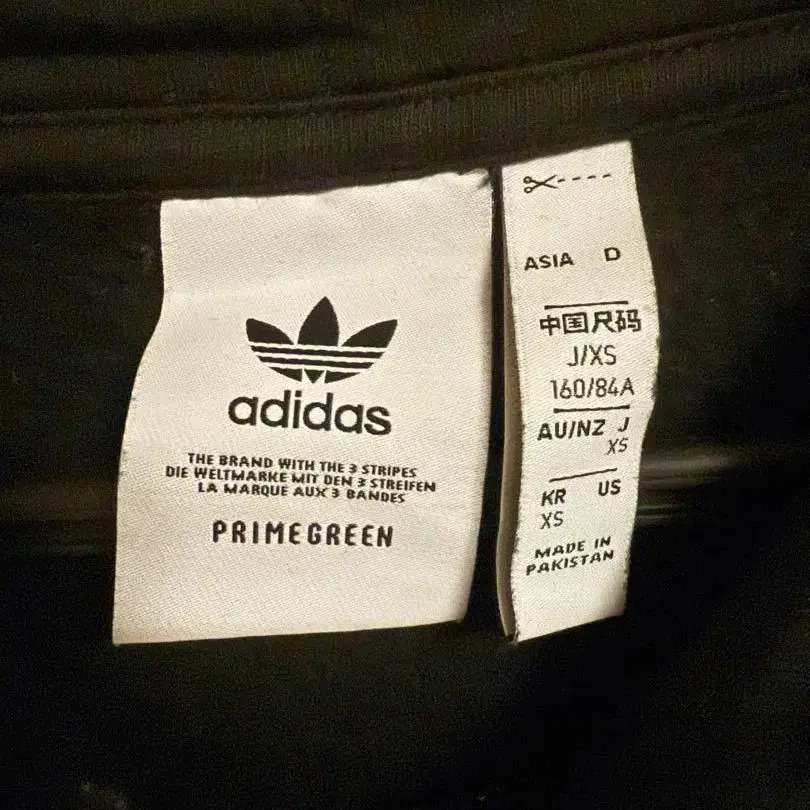 adidas
THE BRAND WITH THE 3 STRIPES
DIE WELTMARKE MIT DEN 3 STREIFEN
LA MARQUE AUX 3 BANDES
PRIMEGREEN
ASIA D
中国尺码
J/XS
160/84A
AU/NZ J
XS
KR US
XS
MADE IN
PAKISTAN